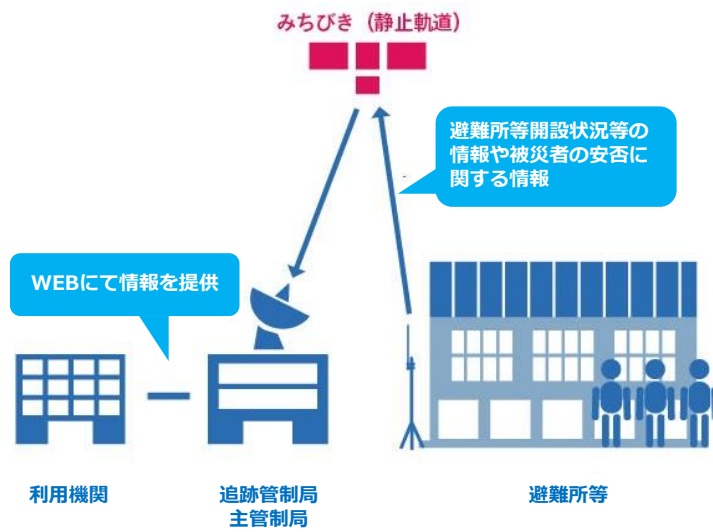 みちびき（静止軌道）
避難所等開設状況等の
情報や被災者の安否に
関する情報
WEBにて情報を提供
利用機関
追跡管制局
主管制局
避難所等